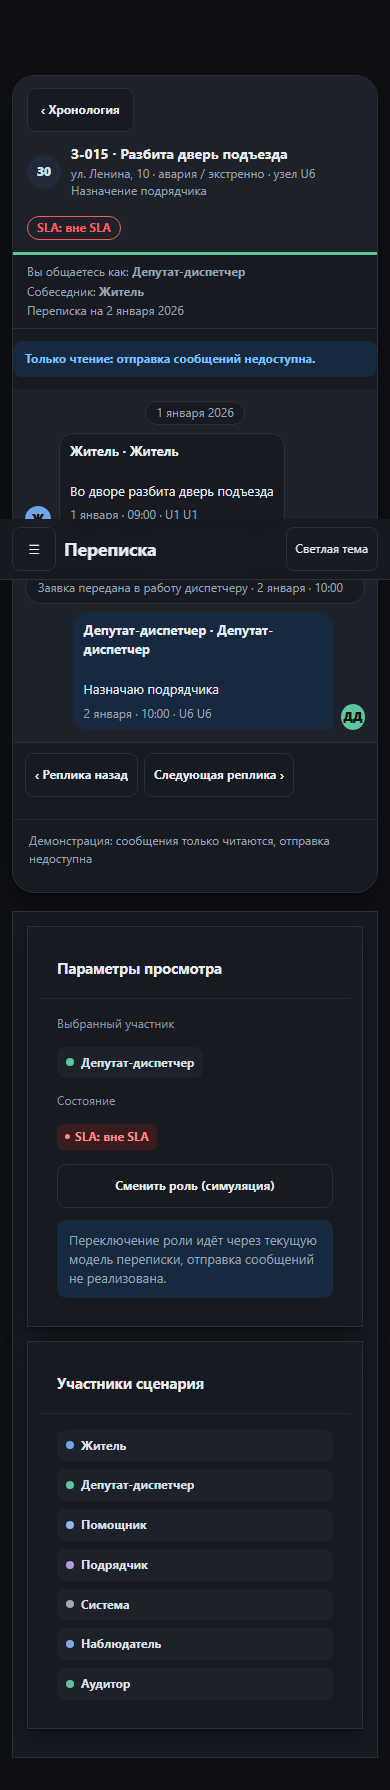 ‹ Хронология
ЗО
З-015 · Разбита дверь подъезда
ул. Ленина, 10 · авария / экстренно · узел U6
Назначение подрядчика
SLA: вне SLA
Вы общаетесь как: Депутат-диспетчер
Собеседник: Житель
Переписка на 2 января 2026
Только чтение: отправка сообщений недоступна.
1 января 2026
Житель · Житель
Во дворе разбита дверь подъезда
1 января · 09:00 · U1 U1
Ж
☰ Переписка
Светлая тема
Заявка передана в работу диспетчеру · 2 января · 10:00
Депутат-диспетчер · Депутат-
диспетчер
Назначаю подрядчика
2 января · 10:00 · U6 U6
ДД
‹ Реплика назад
Следующая реплика ›
Демонстрация: сообщения только читаются, отправка
недоступна
Параметры просмотра
Выбранный участник
Депутат-диспетчер
Состояние
SLA: вне SLA
Сменить роль (симуляция)
Переключение роли идёт через текущую
модель переписки, отправка сообщений
не реализована.
Участники сценария
Житель
Депутат-диспетчер
Помощник
Подрядчик
Система
Наблюдатель
Аудитор